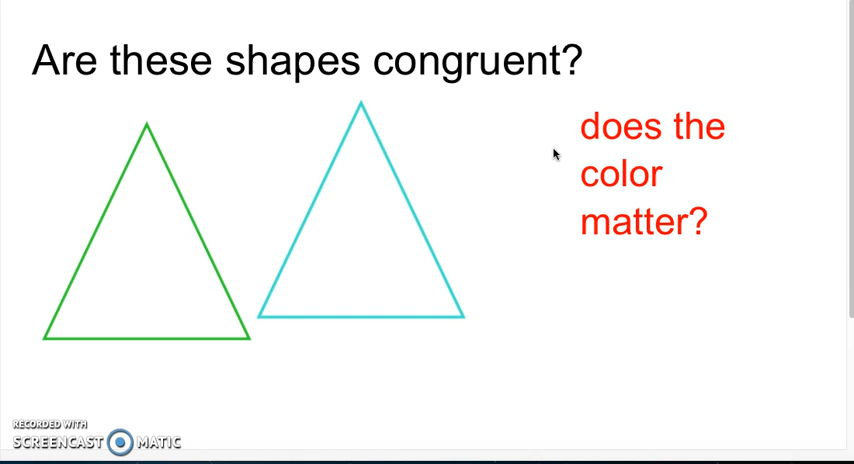 Are these shapes congruent?
does the
color
matter?
RECORDED WITH
SCREENCAST MATIC